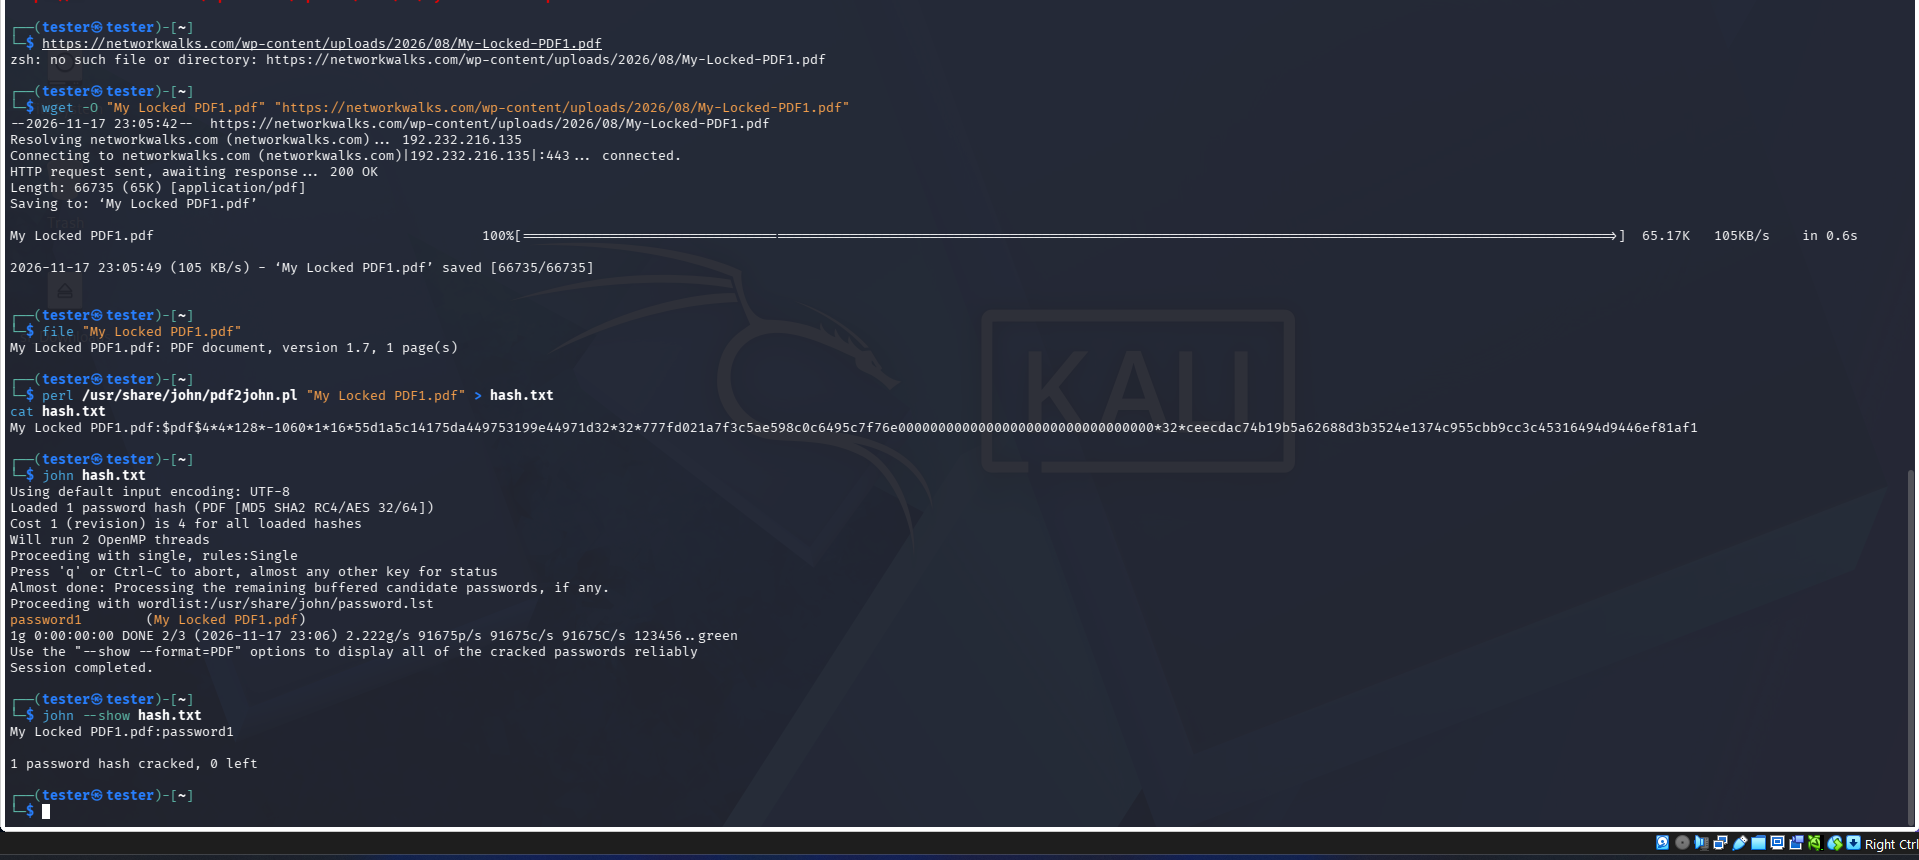 ┌──(tester㉿tester)-[~]
└─$ https://networkwalks.com/wp-content/uploads/2026/08/My-Locked-PDF1.pdf
zsh: no such file or directory: https://networkwalks.com/wp-content/uploads/2026/08/My-Locked-PDF1.pdf
┌──(tester㉿tester)-[~]
└─$ wget -O "My Locked PDF1.pdf" "https://networkwalks.com/wp-content/uploads/2026/08/My-Locked-PDF1.pdf"
--2026-11-17 23:05:42--  https://networkwalks.com/wp-content/uploads/2026/08/My-Locked-PDF1.pdf
Resolving networkwalks.com (networkwalks.com)... 192.232.216.135
Connecting to networkwalks.com (networkwalks.com)|192.232.216.135|:443... connected.
HTTP request sent, awaiting response... 200 OK
Length: 66735 (65K) [application/pdf]
Saving to: ‘My Locked PDF1.pdf’
My Locked PDF1.pdf 100%[===================>] 65.17K 105KB/s in 0.6s
2026-11-17 23:05:49 (105 KB/s) - ‘My Locked PDF1.pdf’ saved [66735/66735]
┌──(tester㉿tester)-[~]
└─$ file "My Locked PDF1.pdf"
My Locked PDF1.pdf: PDF document, version 1.7, 1 page(s)
┌──(tester㉿tester)-[~]
└─$ perl /usr/share/john/pdf2john.pl "My Locked PDF1.pdf" > hash.txt
cat hash.txt
My Locked PDF1.pdf:$pdf$4*4*128*-1060*1*16*55d1a5c14175da449753199e44971d32*32*777fd021a7f3c5ae598c0c6495c7f76e00000000000000000000000000000000*32*ceecdac74b19b5a62688d3b3524e1374c955cbb9cc3c45316494d9446ef81af1
┌──(tester㉿tester)-[~]
└─$ john hash.txt
Using default input encoding: UTF-8
Loaded 1 password hash (PDF [MD5 SHA2 RC4/AES 32/64])
Cost 1 (revision) is 4 for all loaded hashes
Will run 2 OpenMP threads
Proceeding with single, rules:Single
Press 'q' or Ctrl-C to abort, almost any other key for status
Almost done: Processing the remaining buffered candidate passwords, if any.
Proceeding with wordlist:/usr/share/john/password.lst
password1        (My Locked PDF1.pdf)
1g 0:00:00:00 DONE 2/3 (2026-11-17 23:06) 2.222g/s 91675p/s 91675c/s 91675C/s 123456..green
Use the "--show --format=PDF" options to display all of the cracked passwords reliably
Session completed.
┌──(tester㉿tester)-[~]
└─$ john --show hash.txt
My Locked PDF1.pdf:password1
1 password hash cracked, 0 left
┌──(tester㉿tester)-[~]
└─$
KALI
Trash
Right Ctrl